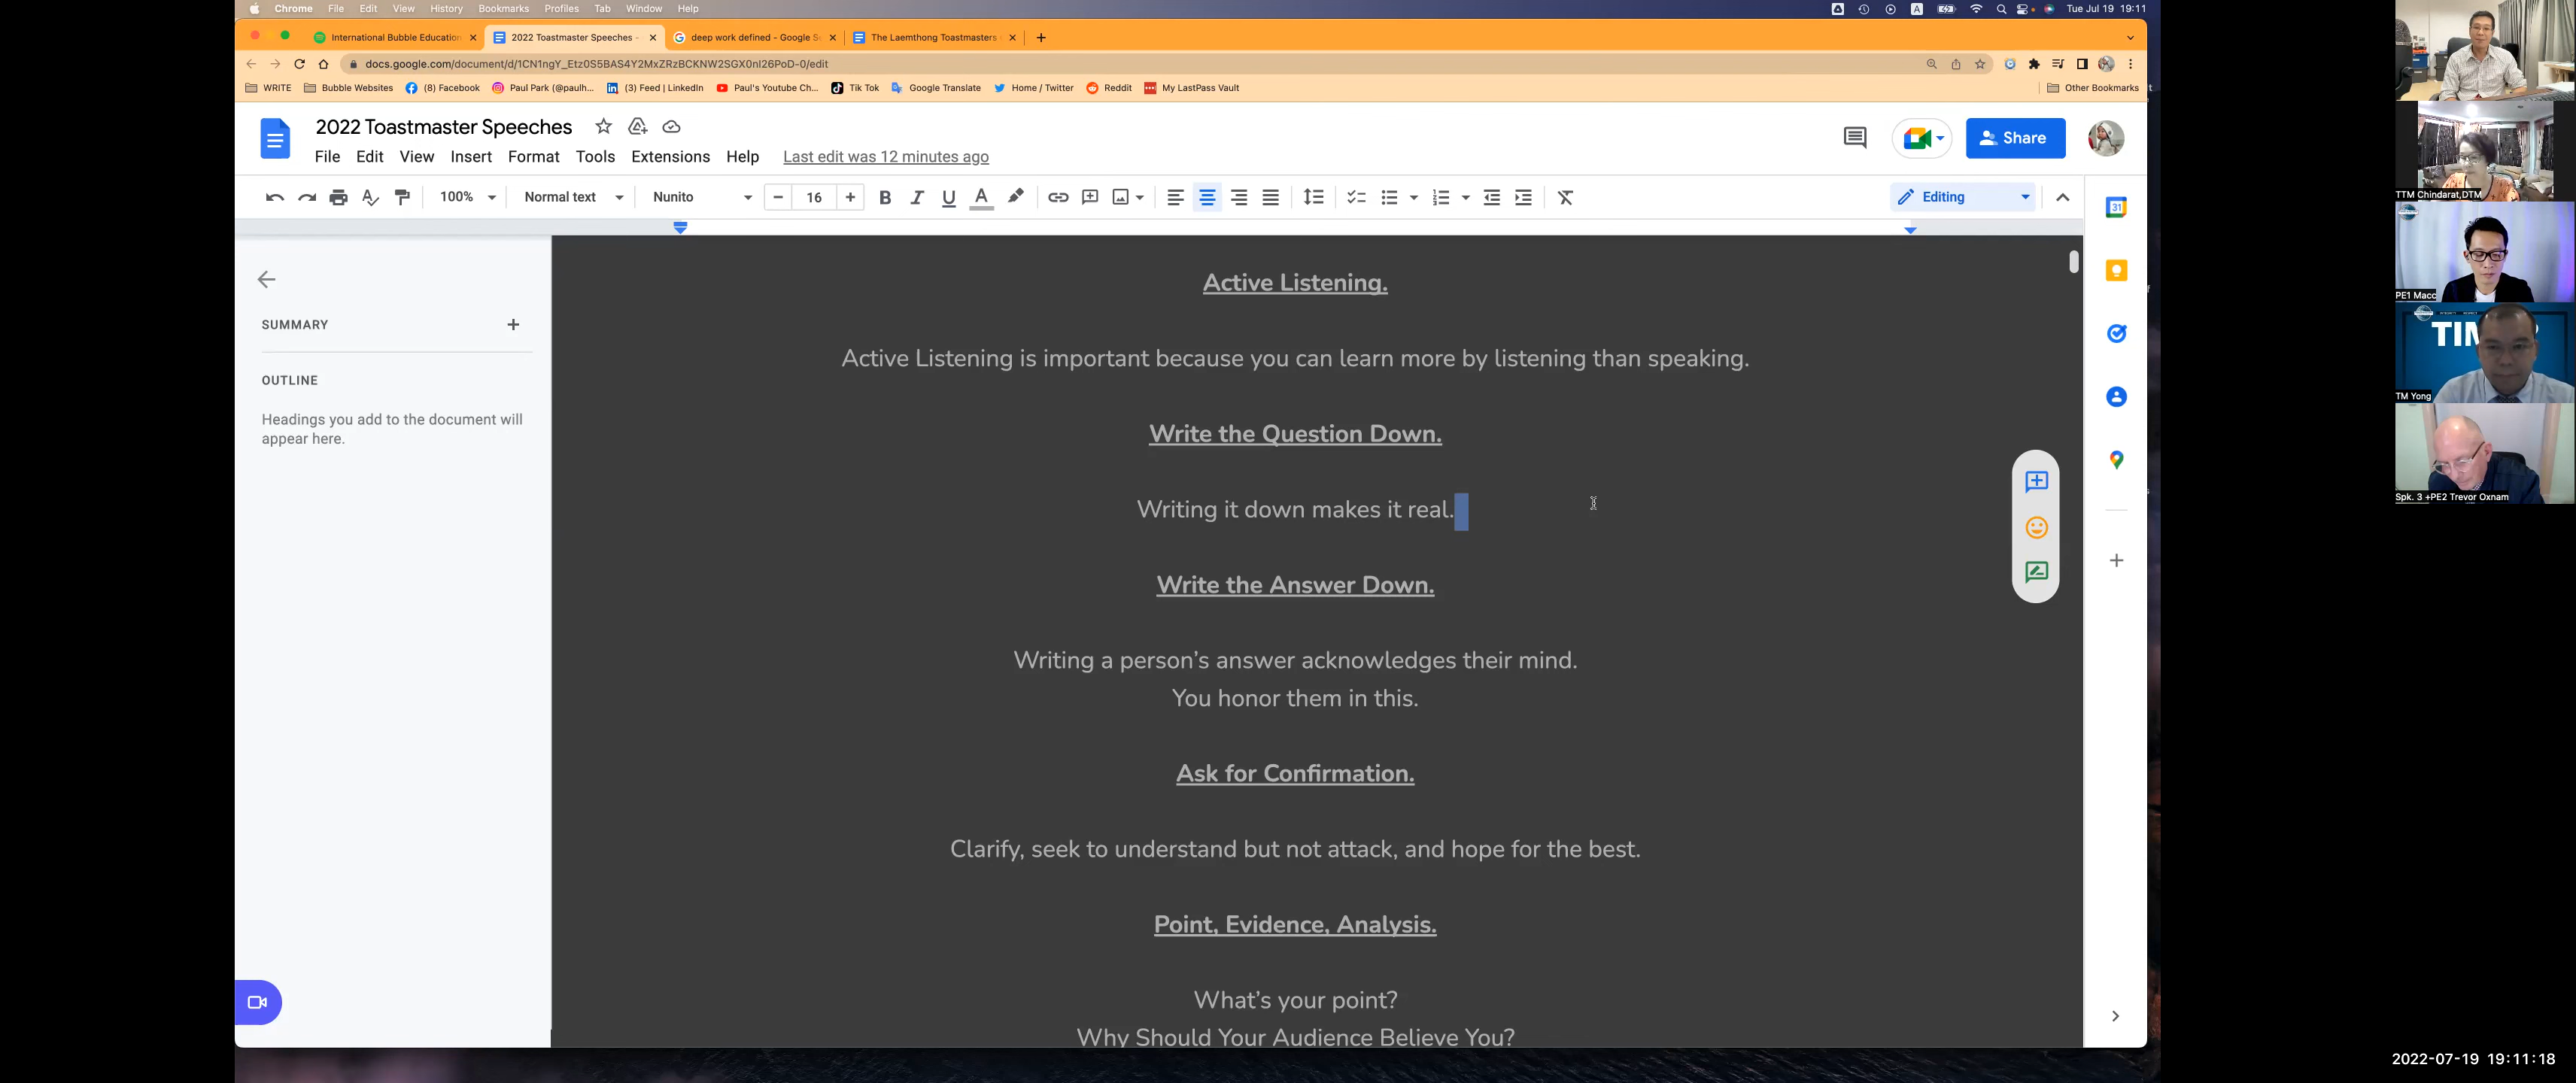 Chrome File Edit View History Bookmarks Profiles Tab Window Help
Tue Jul 19 19:11
International Bubble Education
2022 Toastmaster Speeches -
deep work defined - Google S
The Laemthong Toastmasters
docs.google.com/document/d/1CN1ngY_Etz0S5BAS4Y2MxZRzBCKNW2SGX0nI26PoD-0/edit
WRITE Bubble Websites (8) Facebook Paul Park (@paulh... (3) Feed | LinkedIn Paul's Youtube Ch... Tik Tok Google Translate Home / Twitter Reddit My LastPass Vault Other Bookmarks
2022 Toastmaster Speeches
Share
File Edit View Insert Format Tools Extensions Help Last edit was 12 minutes ago
100% Normal text Nunito 16 Editing
SUMMARY
OUTLINE
Headings you add to the document will
appear here.
Active Listening.
Active Listening is important because you can learn more by listening than speaking.
Write the Question Down.
Writing it down makes it real.
Write the Answer Down.
Writing a person's answer acknowledges their mind.
You honor them in this.
Ask for Confirmation.
Clarify, seek to understand but not attack, and hope for the best.
Point, Evidence, Analysis.
What's your point?
Why Should Your Audience Believe You?
31
TTM Chindarat,DTM
PE1 Macc
TM Yong
Spk. 3 +PE2 Trevor Oxnam
2022-07-19 19:11:18